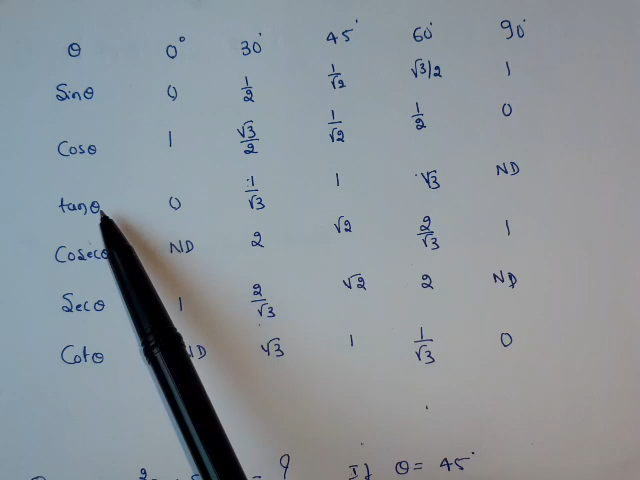 θ 0° 30° 45° 60° 90°
Sinθ 0 1/2 1/√2 √3/2 1
Cosθ 1 √3/2 1/√2 1/2 0
tanθ 0 1/√3 1 √3 ND
Cosecθ ND 2 √2 2/√3 1
Secθ 1 2/√3 √2 2 ND
Cotθ ND √3 1 1/√3 0
= ? If θ = 45°